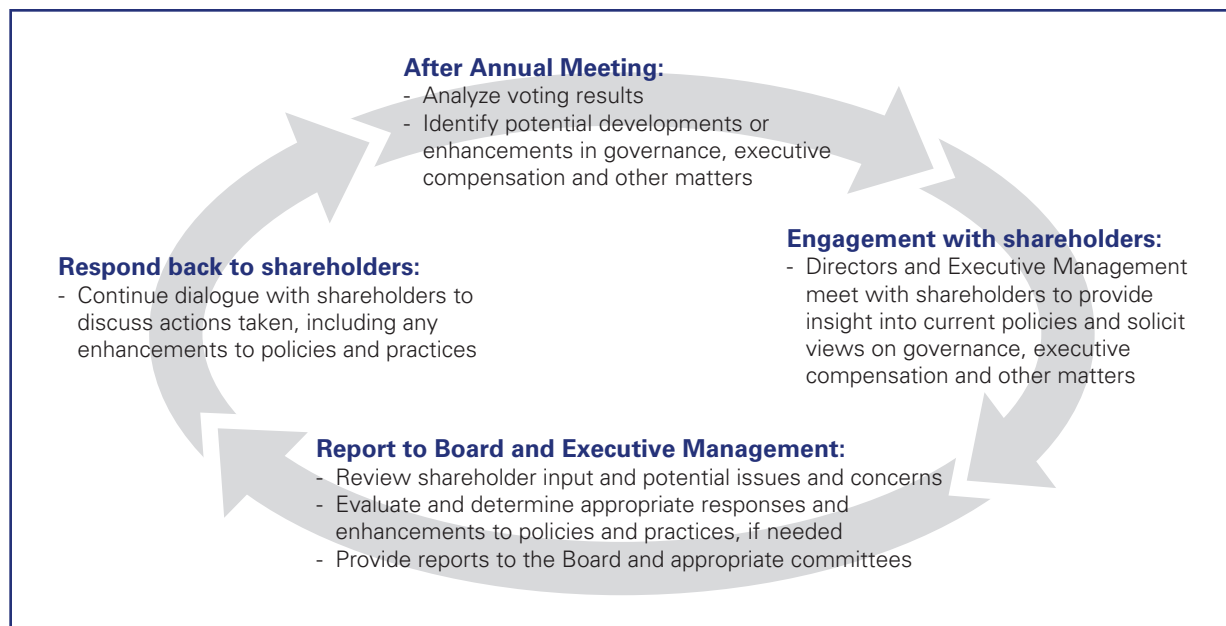 After Annual Meeting:
- Analyze voting results
- Identify potential developments or
enhancements in governance, executive
compensation and other matters
Engagement with shareholders:
- Directors and Executive Management
meet with shareholders to provide
insight into current policies and solicit
views on governance, executive
compensation and other matters
Report to Board and Executive Management:
- Review shareholder input and potential issues and concerns
- Evaluate and determine appropriate responses and
enhancements to policies and practices, if needed
- Provide reports to the Board and appropriate committees
Respond back to shareholders:
- Continue dialogue with shareholders to
discuss actions taken, including any
enhancements to policies and practices